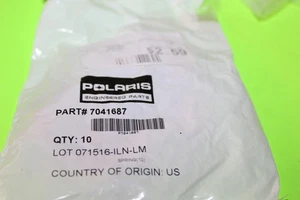 POLARIS
ENGINEERED PARTS
PART# 7041687
QTY: 10
LOT 071516-ILN-LM
COUNTRY OF ORIGIN: US